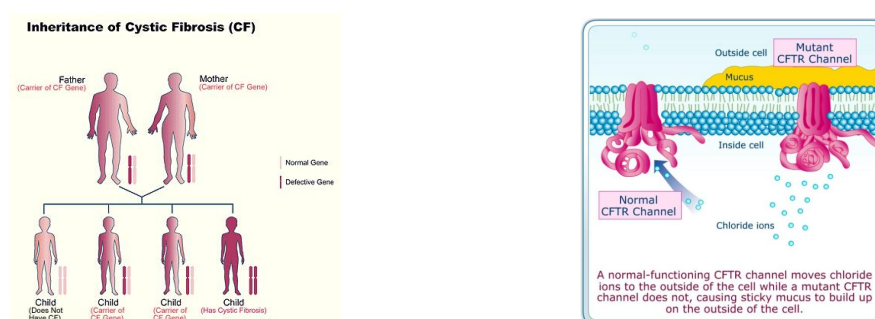 Inheritance of Cystic Fibrosis (CF)
Father
(Carrier of CF Gene)
Mother
(Carrier of CF Gene)
Normal Gene
Defective Gene
Child
(Does Not
Have CF)
Child
(Carrier of
CF Gene)
Child
(Carrier of
CF Gene)
Child
(Has Cystic Fibrosis)
Outside cell
Mutant
CFTR Channel
Mucus
Inside cell
Normal
CFTR Channel
Chloride ions
A normal-functioning CFTR channel moves chloride
ions to the outside of the cell while a mutant CFTR
channel does not, causing sticky mucus to build up
on the outside of the cell.